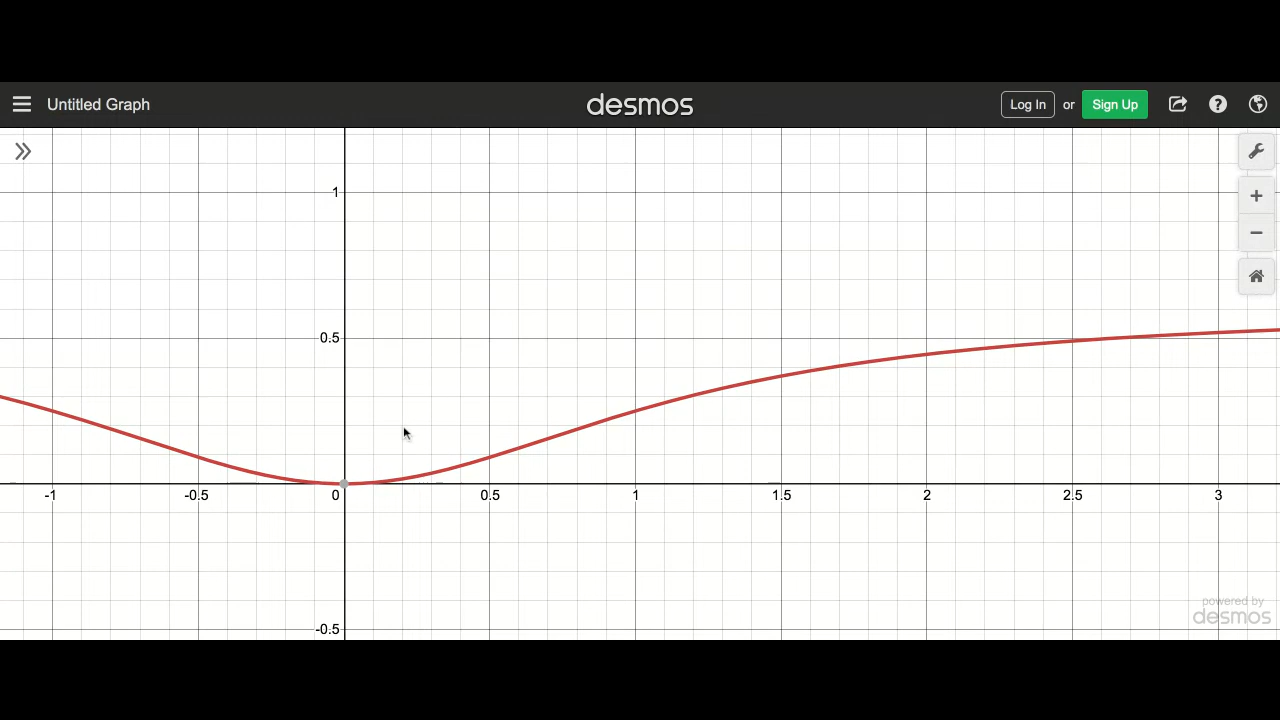 Untitled Graph desmos Log In or Sign Up
1
0.5
-1 -0.5 0 0.5 1 1.5 2 2.5 3
-0.5
powered by
desmos